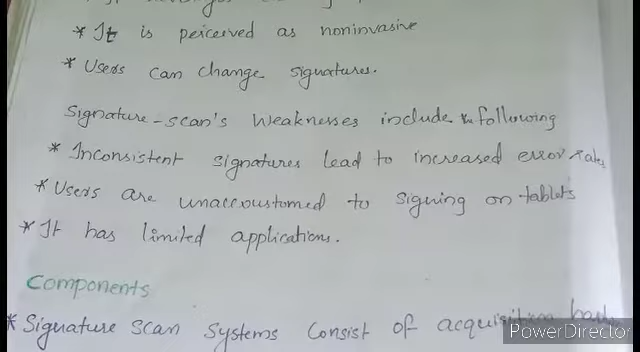 * It is perceived as noninvasive
* Users can change signatures.
Signature-scan's weaknesses include the following
* Inconsistent signatures lead to increased error rates
* Users are unaccustomed to signing on tablets
* It has limited applications.
Components
* Signature scan systems consist of acquisition
PowerDirector